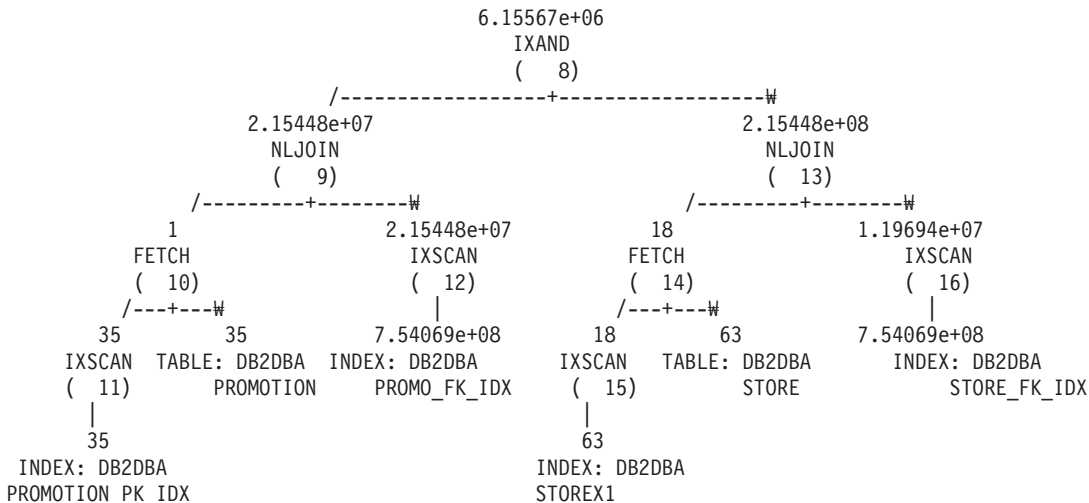 6.15567e+06
IXAND
(   8)
/------------------+------------------₩
2.15448e+07 2.15448e+08
NLJOIN NLJOIN
(   9) (  13)
/---------+--------₩ /---------+--------₩
1 2.15448e+07 18 1.19694e+07
FETCH IXSCAN FETCH IXSCAN
(  10) (  12) (  14) (  16)
/---+---₩ | /---+---₩ |
35 35 7.54069e+08 18 63 7.54069e+08
IXSCAN TABLE: DB2DBA INDEX: DB2DBA IXSCAN TABLE: DB2DBA INDEX: DB2DBA
(  11) PROMOTION PROMO_FK_IDX (  15) STORE STORE_FK_IDX
| |
35 63
INDEX: DB2DBA INDEX: DB2DBA
PROMOTION_PK_IDX STOREX1